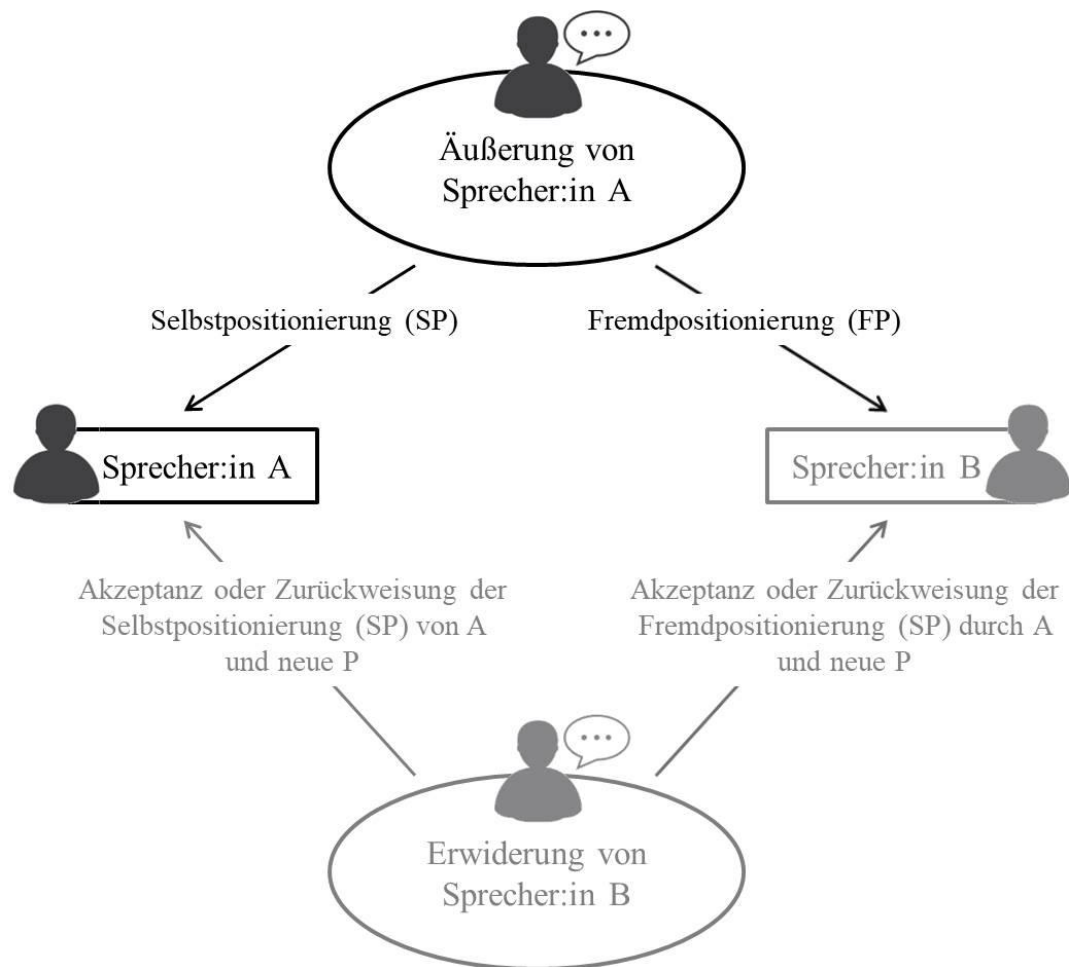 Äußerung von
Sprecher:in A
Selbstpositionierung (SP)
Fremdpositionierung (FP)
Sprecher:in A
Sprecher:in B
Akzeptanz oder Zurückweisung der
Selbstpositionierung (SP) von A
und neue P
Akzeptanz oder Zurückweisung der
Fremdpositionierung (SP) durch A
und neue P
Erwiderung von
Sprecher:in B